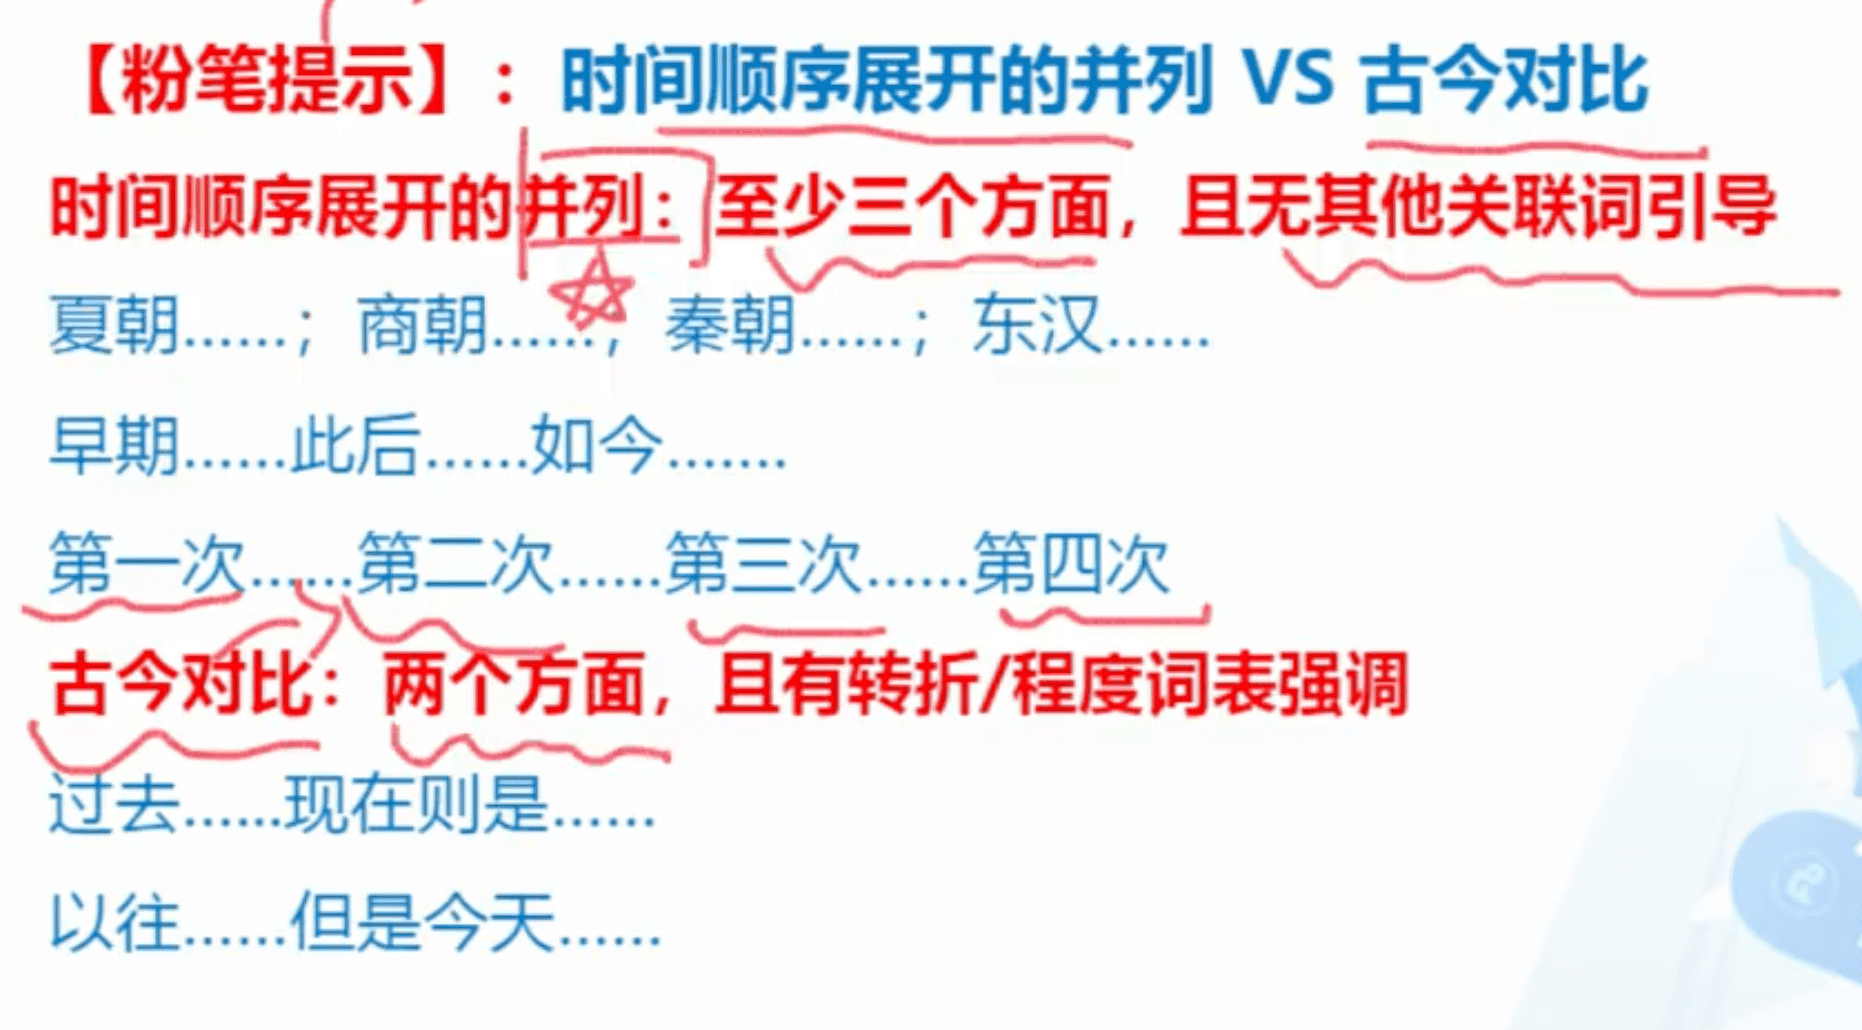 【粉笔提示】：时间顺序展开的并列 VS 古今对比
时间顺序展开的并列：至少三个方面，且无其他关联词引导
夏朝......；商朝......；秦朝......；东汉......
早期......此后......如今.......
第一次......第二次......第三次......第四次
古今对比：两个方面，且有转折/程度词表强调
过去......现在则是......
以往......但是今天......